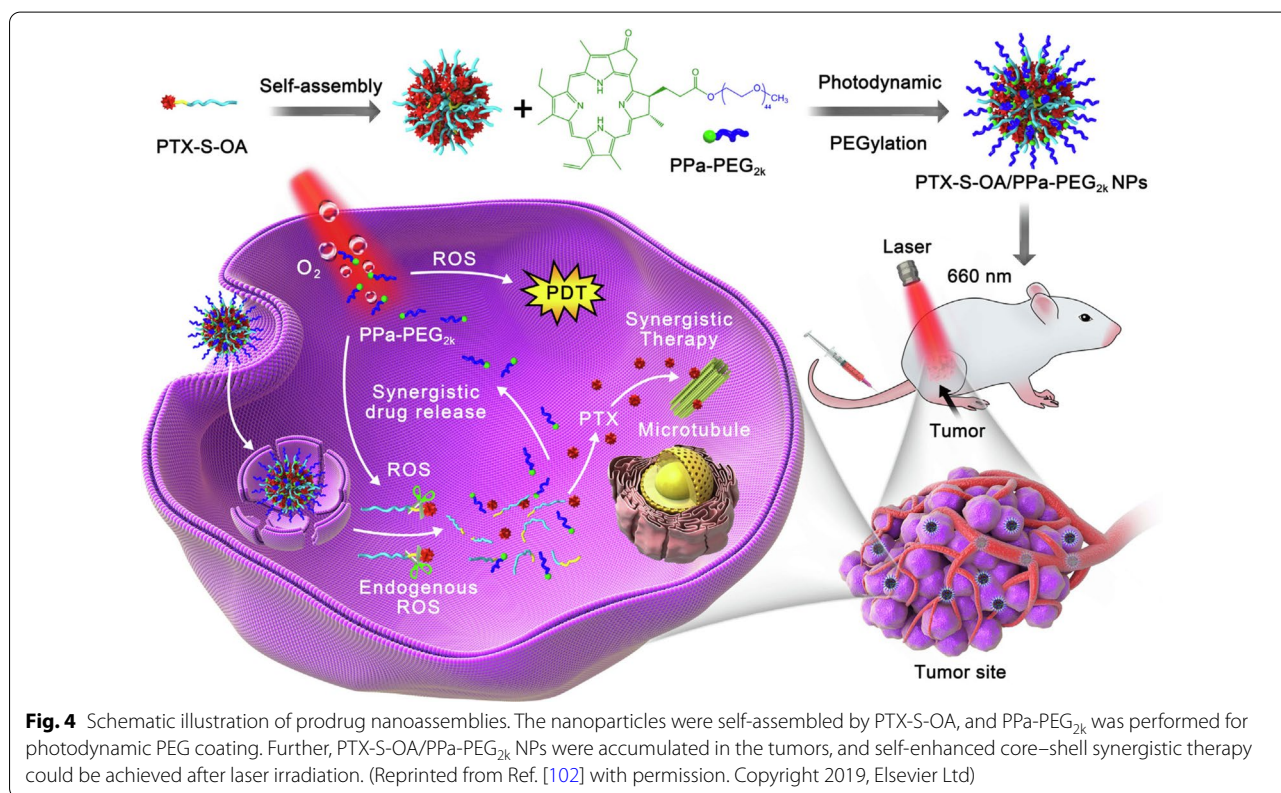 Self-assembly
PTX-S-OA
+
O
NH
N
N
HN
O
O
O
44
CH₃
PPa-PEG₂ₖ
Photodynamic
PEGylation
PTX-S-OA/PPa-PEG₂ₖ NPs
Laser
660 nm
Tumor
Tumor site
O₂
ROS
PDT
PPa-PEG₂ₖ
Synergistic
Therapy
Synergistic
drug release
PTX
Microtubule
ROS
Endogenous
ROS
Fig. 4 Schematic illustration of prodrug nanoassemblies. The nanoparticles were self-assembled by PTX-S-OA, and PPa-PEG₂ₖ was performed for
photodynamic PEG coating. Further, PTX-S-OA/PPa-PEG₂ₖ NPs were accumulated in the tumors, and self-enhanced core–shell synergistic therapy
could be achieved after laser irradiation. (Reprinted from Ref. [102] with permission. Copyright 2019, Elsevier Ltd)